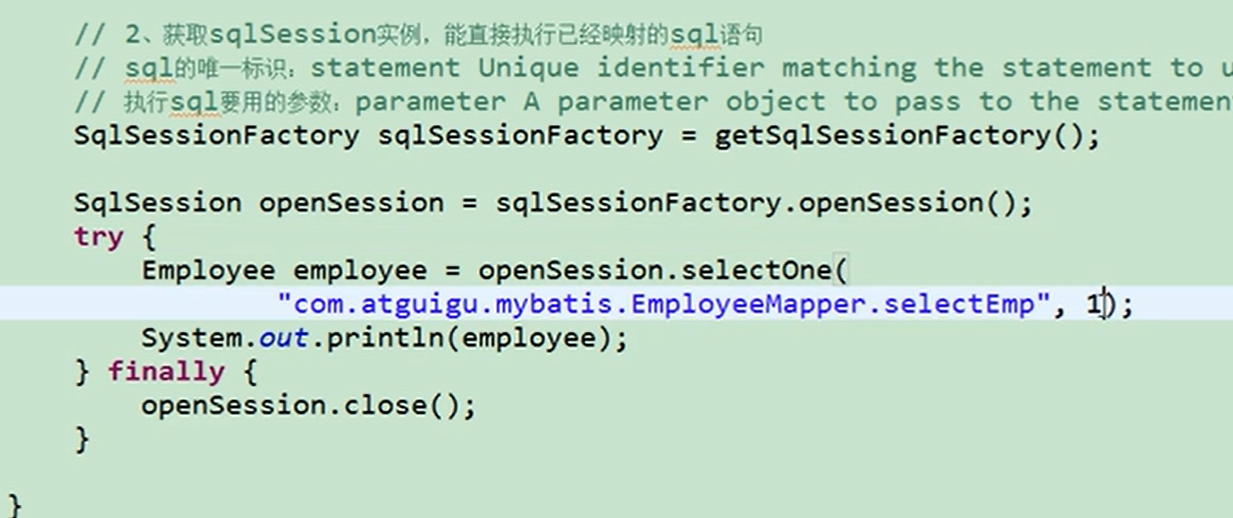 // 2、获取sqlSession实例，能直接执行已经映射的sql语句
// sql的唯一标识：statement Unique identifier matching the statement to u
// 执行sql要用的参数：parameter A parameter object to pass to the statement
SqlSessionFactory sqlSessionFactory = getSqlSessionFactory();
SqlSession openSession = sqlSessionFactory.openSession();
try {
Employee employee = openSession.selectOne(
"com.atguigu.mybatis.EmployeeMapper.selectEmp", 1);
System.out.println(employee);
} finally {
openSession.close();
}
}